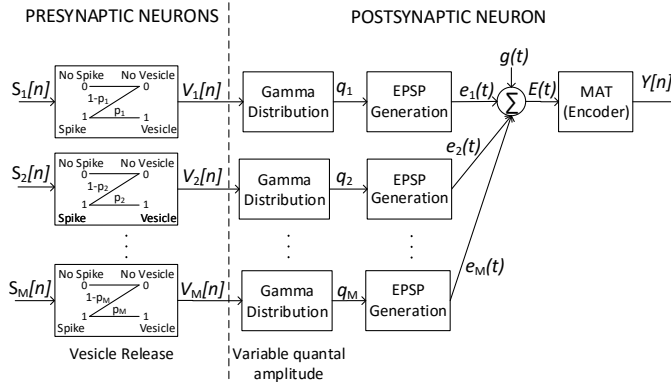 PRESYNAPTIC NEURONS
POSTSYNAPTIC NEURON
S1[n]
No Spike No Vesicle
0 0
1-p1
p1
1 1
Spike Vesicle
V1[n]
Gamma
Distribution
q1
EPSP
Generation
e1(t)
g(t)
Σ
E(t)
MAT
(Encoder)
Y[n]
S2[n]
No Spike No Vesicle
0 0
1-p2
p2
1 1
Spike Vesicle
V2[n]
Gamma
Distribution
q2
EPSP
Generation
e2(t)
SM[n]
No Spike No Vesicle
0 0
1-pM
pM
1 1
Spike Vesicle
VM[n]
Gamma
Distribution
qM
EPSP
Generation
eM(t)
Vesicle Release
Variable quantal
amplitude